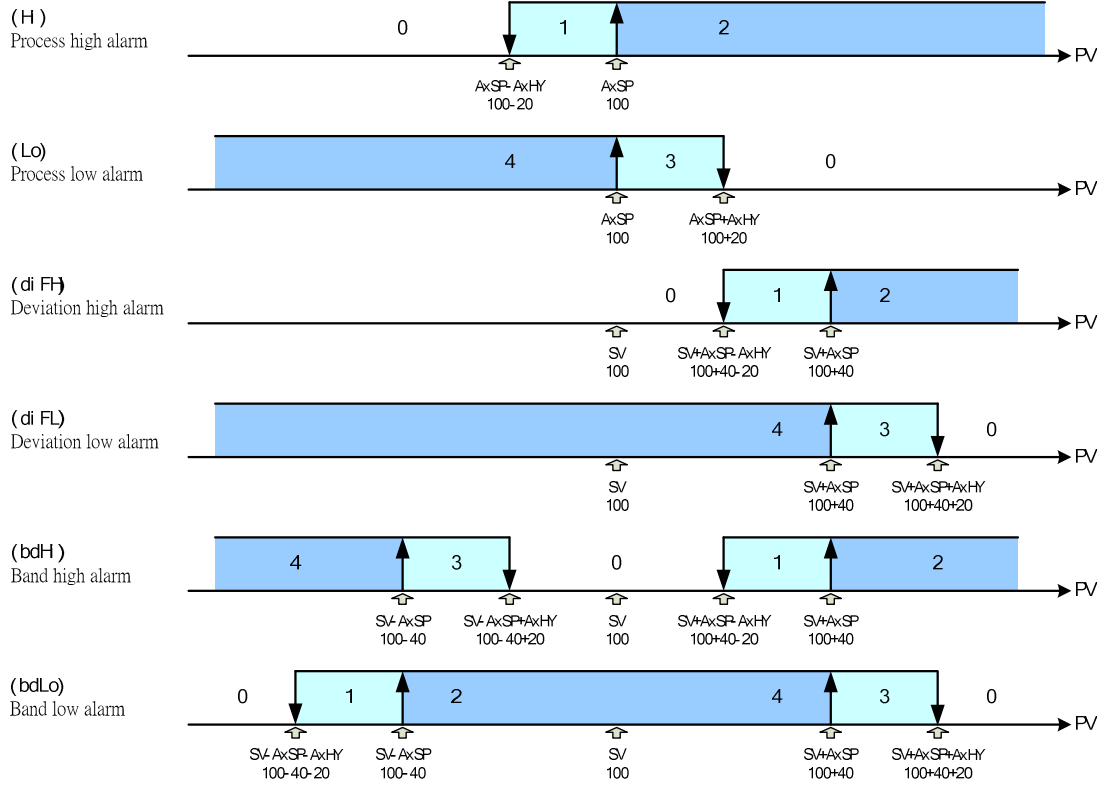 (H)
Process high alarm
0
1
2
PV
AxSP-AxHY
100-20
AxSP
100
(Lo)
Process low alarm
4
3
0
PV
AxSP
100
AxSP+AxHY
100+20
(diFH)
Deviation high alarm
0
1
2
PV
SV
100
SV+AxSP-AxHY
100+40-20
SV+AxSP
100+40
(diFL)
Deviation low alarm
4
3
0
PV
SV
100
SV+AxSP
100+40
SV+AxSP+AxHY
100+40+20
(bdH)
Band high alarm
4
3
0
1
2
PV
SV-AxSP
100-40
SV-AxSP+AxHY
100-40+20
SV
100
SV+AxSP-AxHY
100+40-20
SV+AxSP
100+40
(bdLo)
Band low alarm
0
1
2
4
3
0
PV
SV-AxSP-AxHY
100-40-20
SV-AxSP
100-40
SV
100
SV+AxSP
100+40
SV+AxSP+AxHY
100+40+20